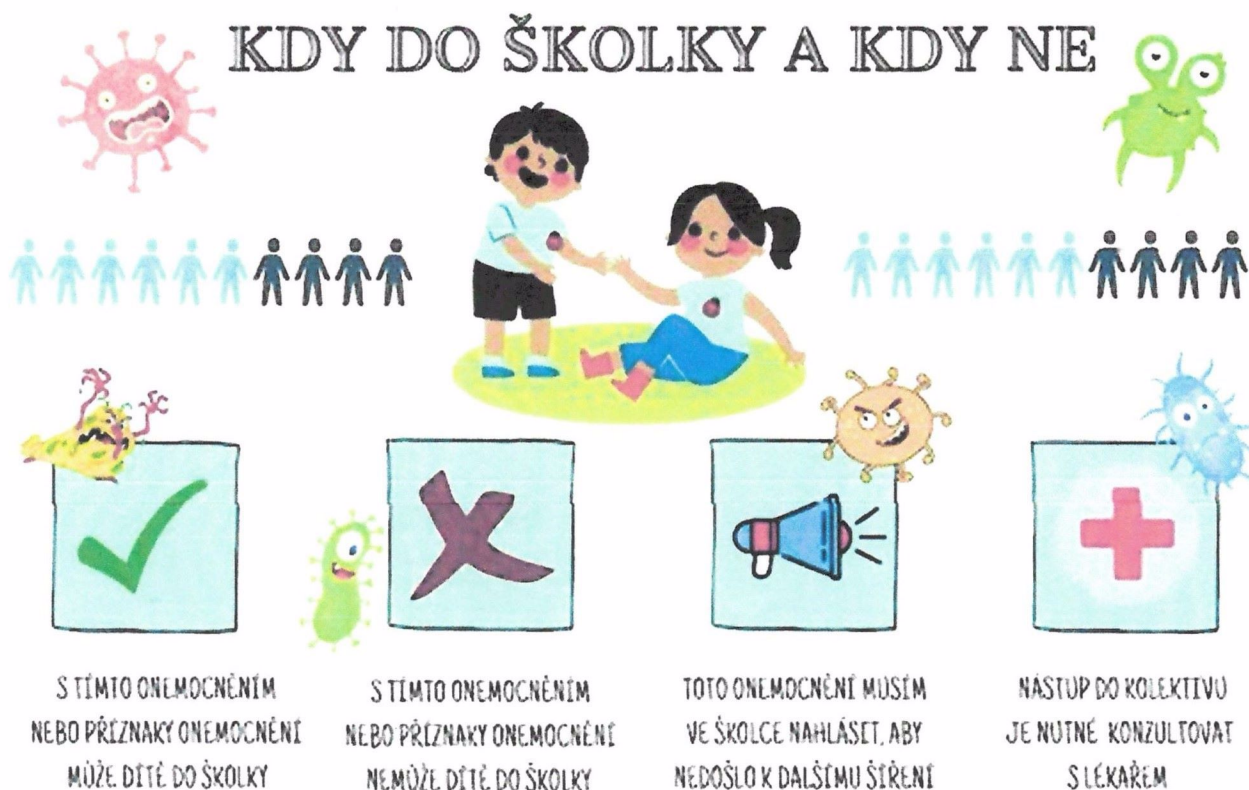 KDY DO ŠKOLKY A KDY NE
S TÍMTO ONEMOCNĚNÍM
NEBO PŘÍZNAKY ONEMOCNĚNÍ
MŮŽE DÍTĚ DO ŠKOLKY
S TÍMTO ONEMOCNĚNÍM
NEBO PŘÍZNAKY ONEMOCNĚNÍ
NEMŮŽE DÍTĚ DO ŠKOLKY
TOTO ONEMOCNĚNÍ MUSÍM
VE ŠKOLCE NAHLÁSIT, ABY
NEDOŠLO K DALŠÍMU ŠÍŘENÍ
NÁSTUP DO KOLEKTIVU
JE NUTNÉ KONZULTOVAT
S LÉKAŘEM